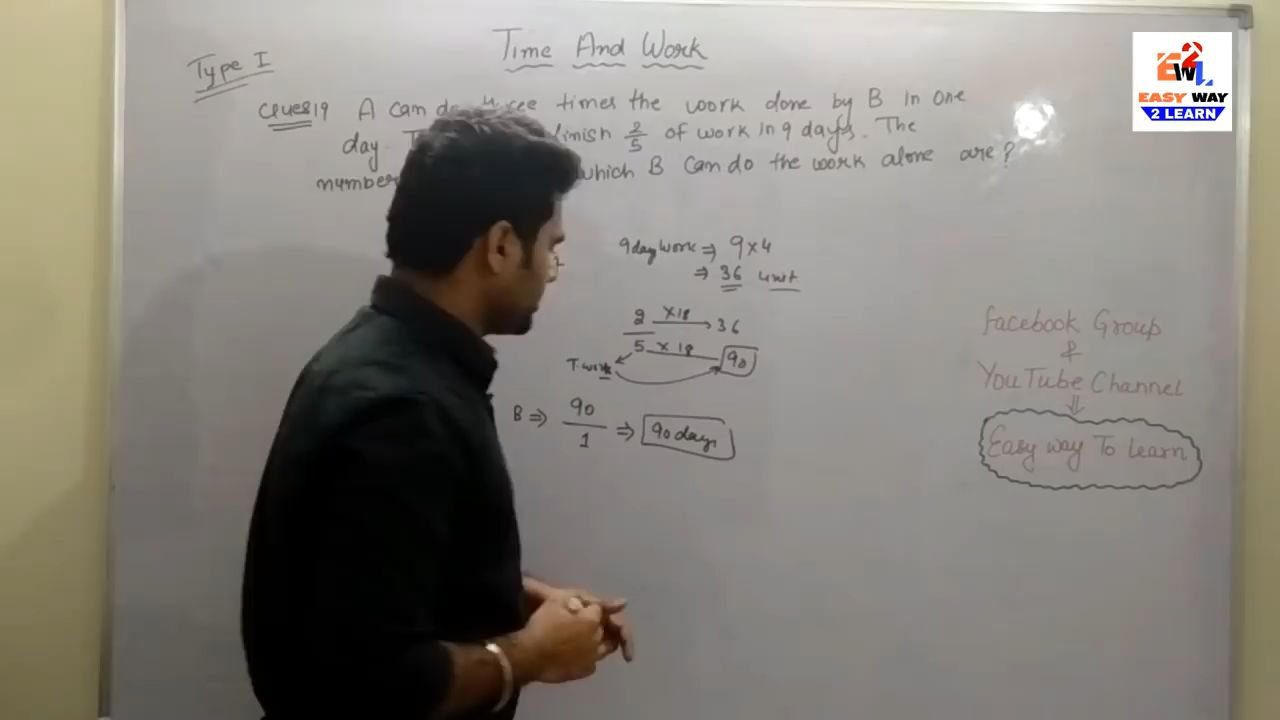 Time And Work
Type I
Ques19 A can do three times the work done by B in one
day. T finish 2/5 of work in 9 days. The
number which B can do the work alone are?
9 day work ⇒ 9×4
⇒ 36 unit
2 ×18 → 36
5 ×18 90
T. work
B ⇒ 90/1 ⇒ 90 days
Facebook Group
&
YouTube Channel
⇓
Easy way To Learn
E2L
W
EASY WAY
2 LEARN